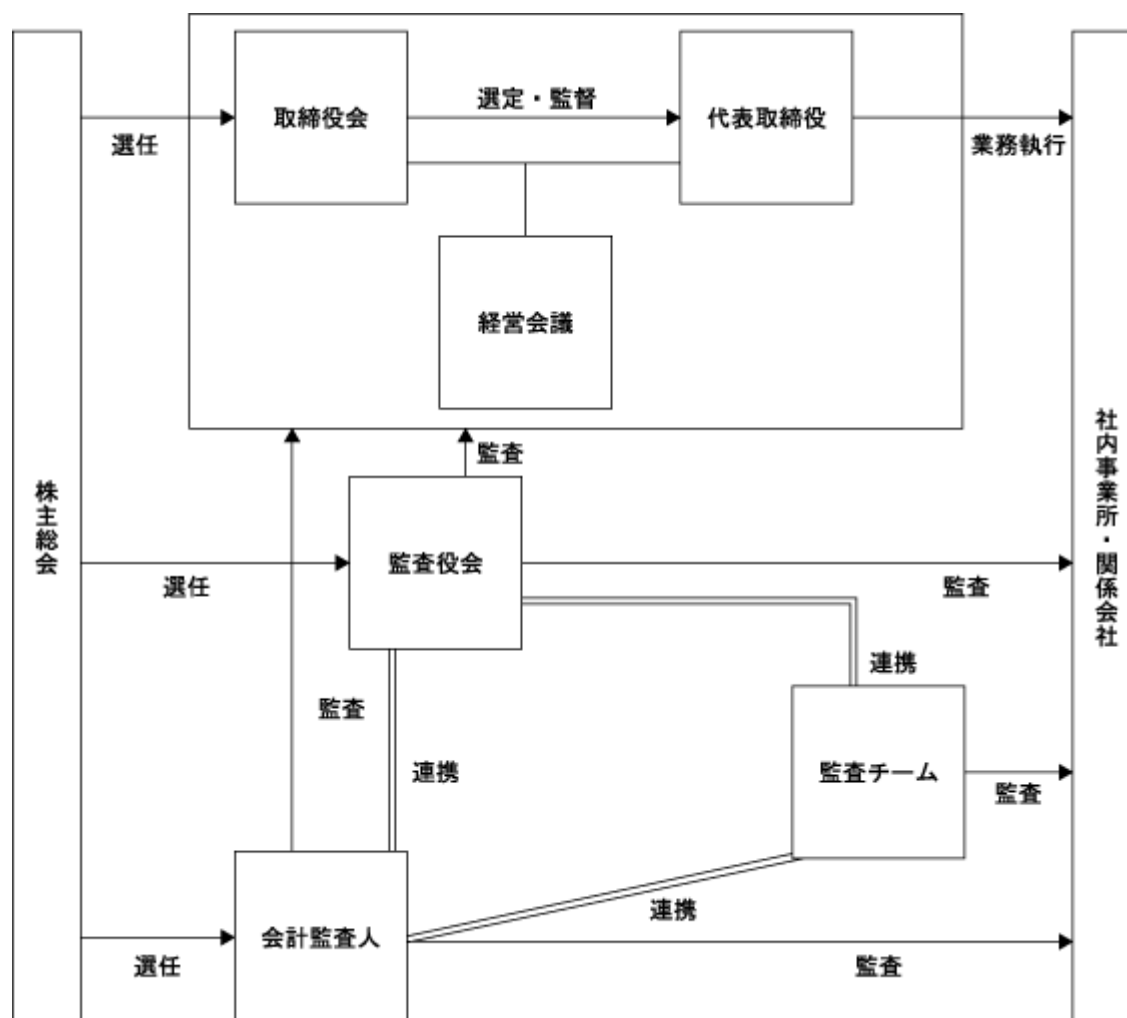 取締役会
選定・監督
代表取締役
選任
業務執行
経営会議
株主総会
社内事業所・関係会社
監査
監査役会
選任
監査
連携
監査
連携
監査チーム
監査
連携
会計監査人
選任
監査